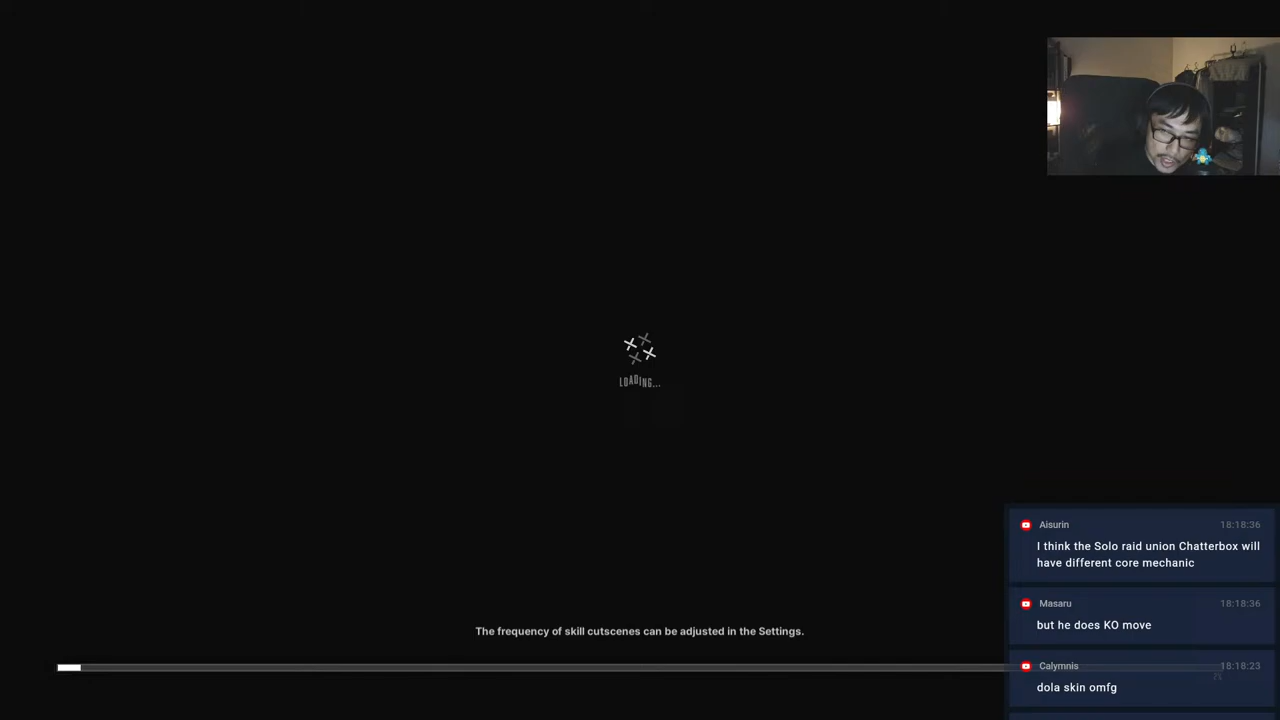 LOADING...
The frequency of skill cutscenes can be adjusted in the Settings.
Aisurin 18:18:36
I think the Solo raid union Chatterbox will
have different core mechanic
Masaru 18:18:36
but he does KO move
Calymnis 18:18:23
dola skin omfg